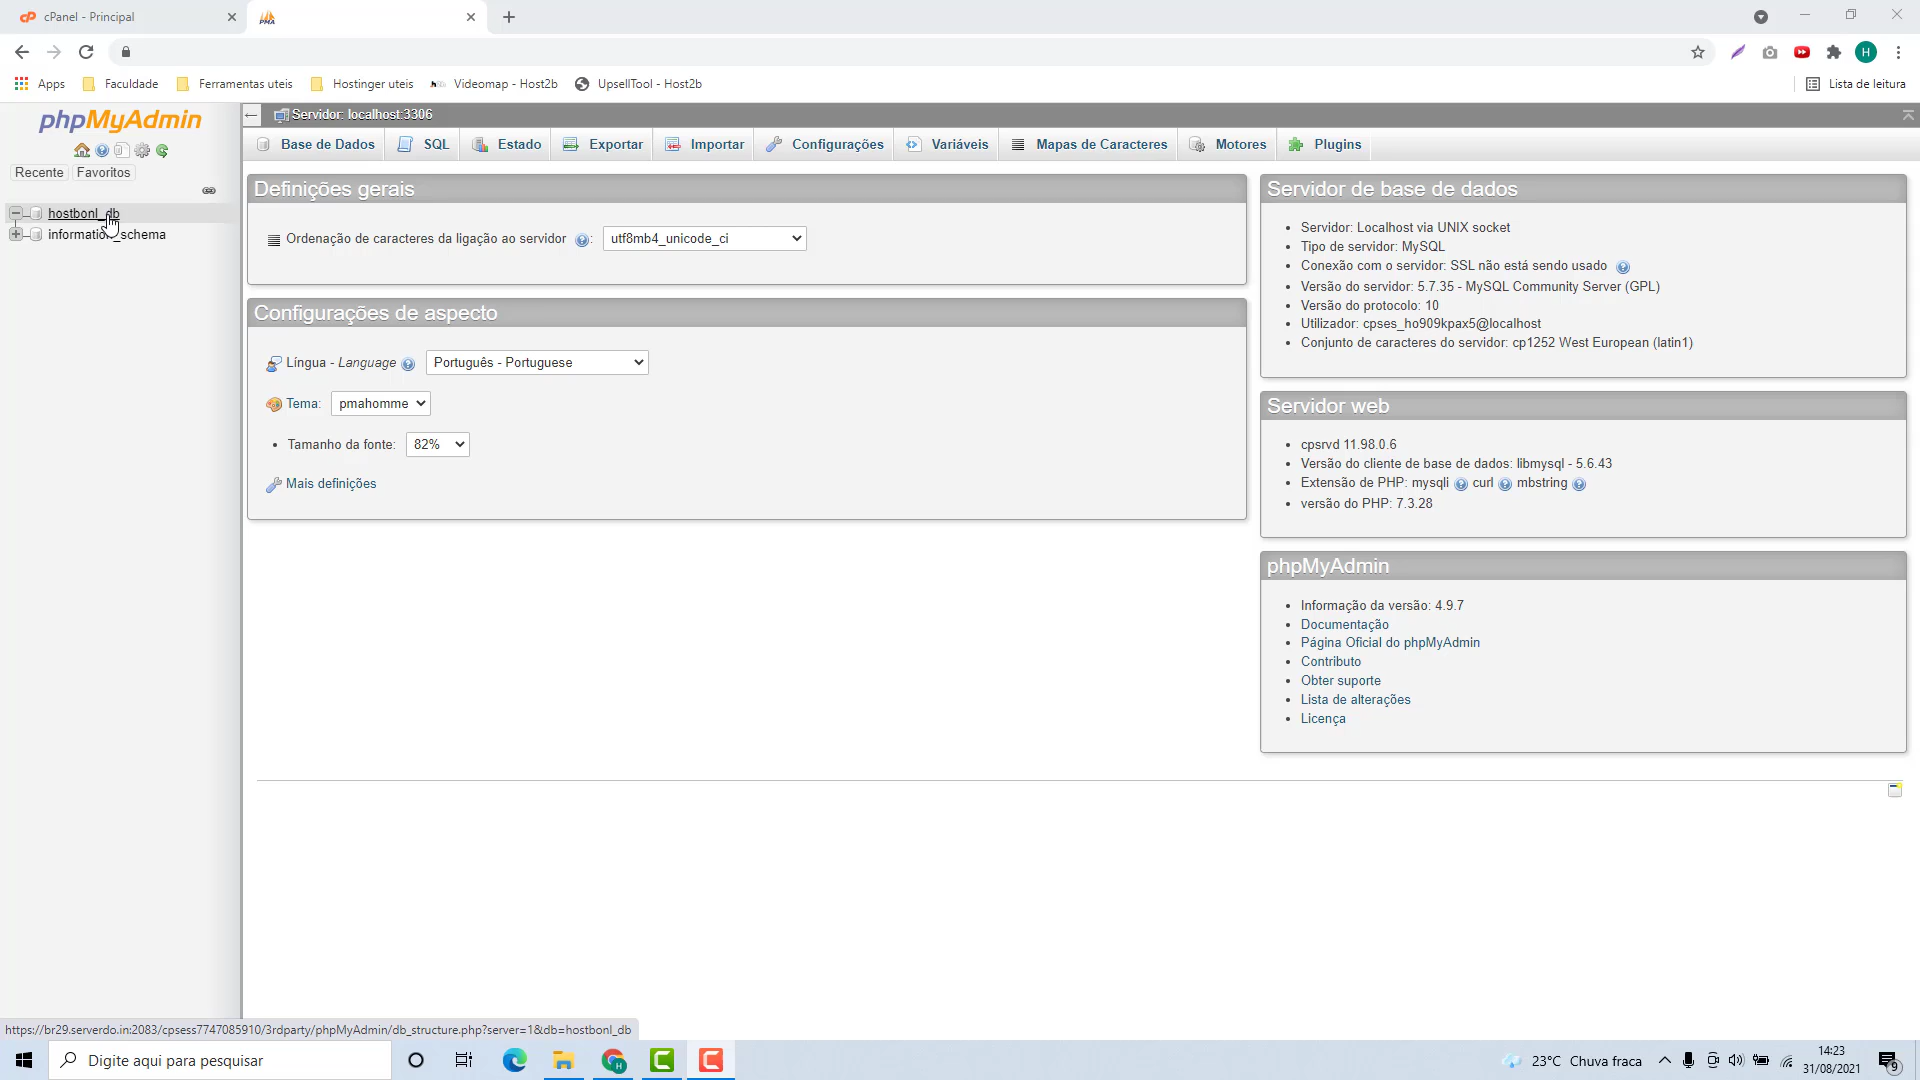 cPanel - Principal
PMA
H
Apps
Faculdade
Ferramentas uteis
Hostinger uteis
Videomap - Host2b
UpsellTool - Host2b
Lista de leitura
phpMyAdmin
Recente
Favoritos
hostbonl_db
information_schema
Servidor: localhost:3306
Base de Dados
SQL
Estado
Exportar
Importar
Configurações
Variáveis
Mapas de Caracteres
Motores
Plugins
Definições gerais
Ordenação de caracteres da ligação ao servidor : utf8mb4_unicode_ci
Configurações de aspecto
Língua - Language Português - Portuguese
Tema: pmahomme
• Tamanho da fonte: 82%
Mais definições
Servidor de base de dados
• Servidor: Localhost via UNIX socket
• Tipo de servidor: MySQL
• Conexão com o servidor: SSL não está sendo usado
• Versão do servidor: 5.7.35 - MySQL Community Server (GPL)
• Versão do protocolo: 10
• Utilizador: cpses_ho909kpax5@localhost
• Conjunto de caracteres do servidor: cp1252 West European (latin1)
Servidor web
• cpsrvd 11.98.0.6
• Versão do cliente de base de dados: libmysql - 5.6.43
• Extensão de PHP: mysqli curl mbstring
• versão do PHP: 7.3.28
phpMyAdmin
• Informação da versão: 4.9.7
• Documentação
• Página Oficial do phpMyAdmin
• Contributo
• Obter suporte
• Lista de alterações
• Licença
https://br29.serverdo.in:2083/cpsess7747085910/3rdparty/phpMyAdmin/db_structure.php?server=1&db=hostbonl_db
Digite aqui para pesquisar
23°C Chuva fraca
14:23
31/08/2021
9